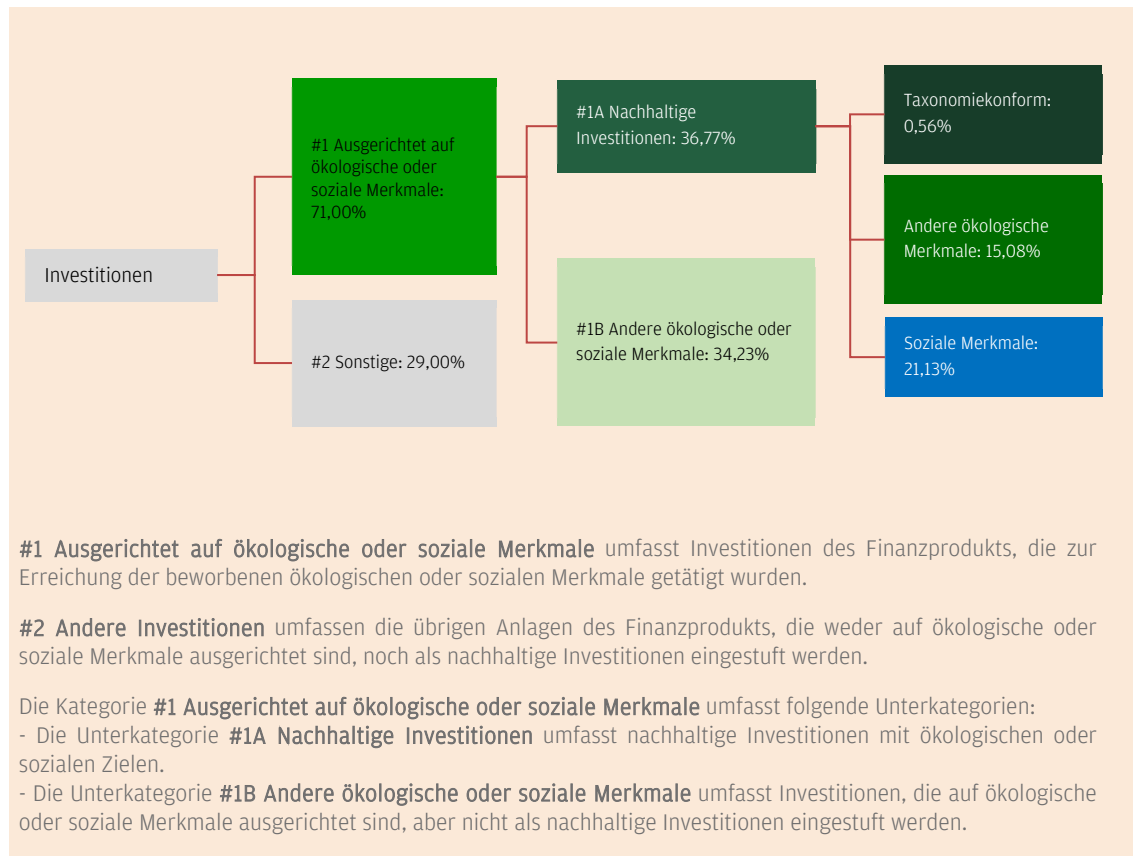 Investitionen
#1 Ausgerichtet auf
ökologische oder
soziale Merkmale:
71,00%
#2 Sonstige: 29,00%
#1A Nachhaltige
Investitionen: 36,77%
#1B Andere ökologische oder
soziale Merkmale: 34,23%
Taxonomiekonform:
0,56%
Andere ökologische
Merkmale: 15,08%
Soziale Merkmale:
21,13%
#1 Ausgerichtet auf ökologische oder soziale Merkmale umfasst Investitionen des Finanzprodukts, die zur
Erreichung der beworbenen ökologischen oder sozialen Merkmale getätigt wurden.
#2 Andere Investitionen umfassen die übrigen Anlagen des Finanzprodukts, die weder auf ökologische oder
soziale Merkmale ausgerichtet sind, noch als nachhaltige Investitionen eingestuft werden.
Die Kategorie #1 Ausgerichtet auf ökologische oder soziale Merkmale umfasst folgende Unterkategorien:
- Die Unterkategorie #1A Nachhaltige Investitionen umfasst nachhaltige Investitionen mit ökologischen oder
sozialen Zielen.
- Die Unterkategorie #1B Andere ökologische oder soziale Merkmale umfasst Investitionen, die auf ökologische
oder soziale Merkmale ausgerichtet sind, aber nicht als nachhaltige Investitionen eingestuft werden.